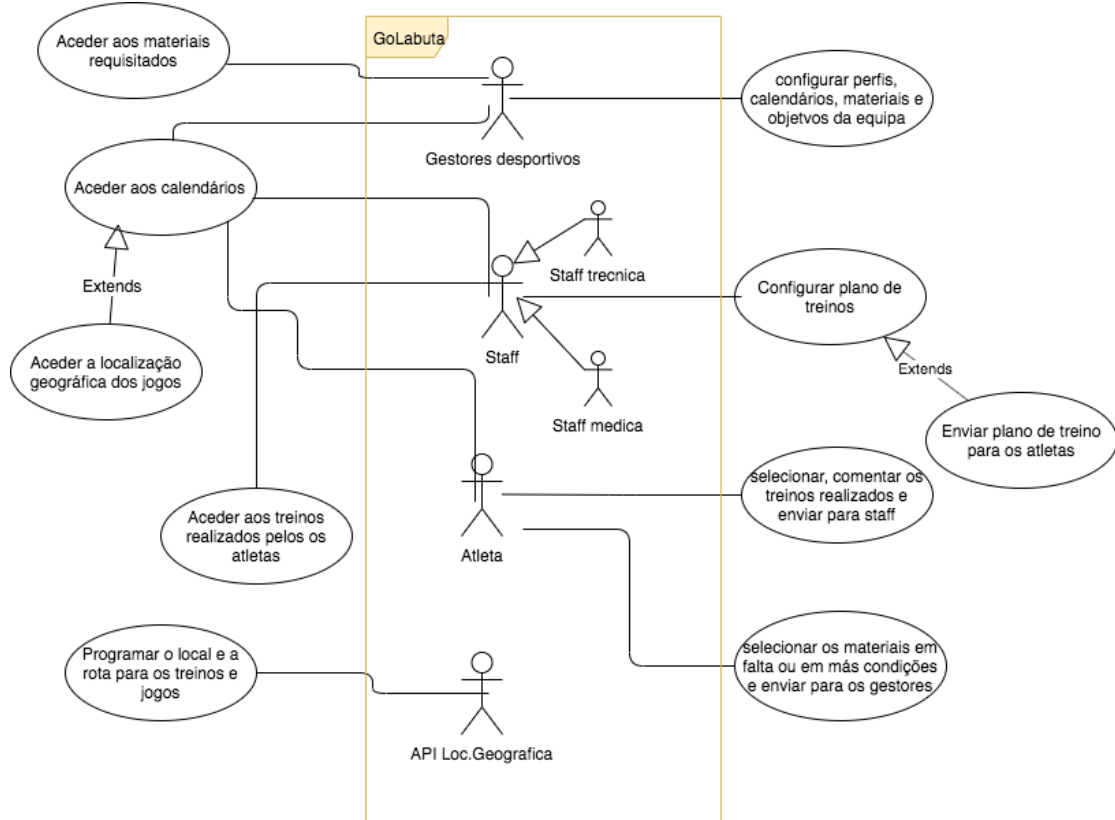 Aceder aos materiais
requisitados
GoLabuta
configurar perfis,
calendários, materiais e
objetvos da equipa
Gestores desportivos
Aceder aos calendários
Extends
Staff trecnica
Configurar plano de
treinos
Staff
Aceder a localização
geográfica dos jogos
Extends
Staff medica
Enviar plano de treino
para os atletas
selecionar, comentar os
treinos realizados e
enviar para staff
Aceder aos treinos
realizados pelos os
atletas
Atleta
Programar o local e a
rota para os treinos e
jogos
selecionar os materiais em
falta ou em más condições
e enviar para os gestores
API Loc.Geografica